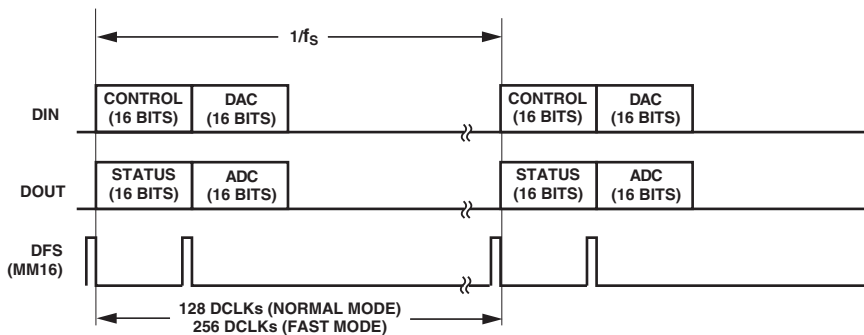 1/fS
DIN
CONTROL
(16 BITS)
DAC
(16 BITS)
CONTROL
(16 BITS)
DAC
(16 BITS)
DOUT
STATUS
(16 BITS)
ADC
(16 BITS)
STATUS
(16 BITS)
ADC
(16 BITS)
DFS
(MM16)
128 DCLKs (NORMAL MODE)
256 DCLKs (FAST MODE)